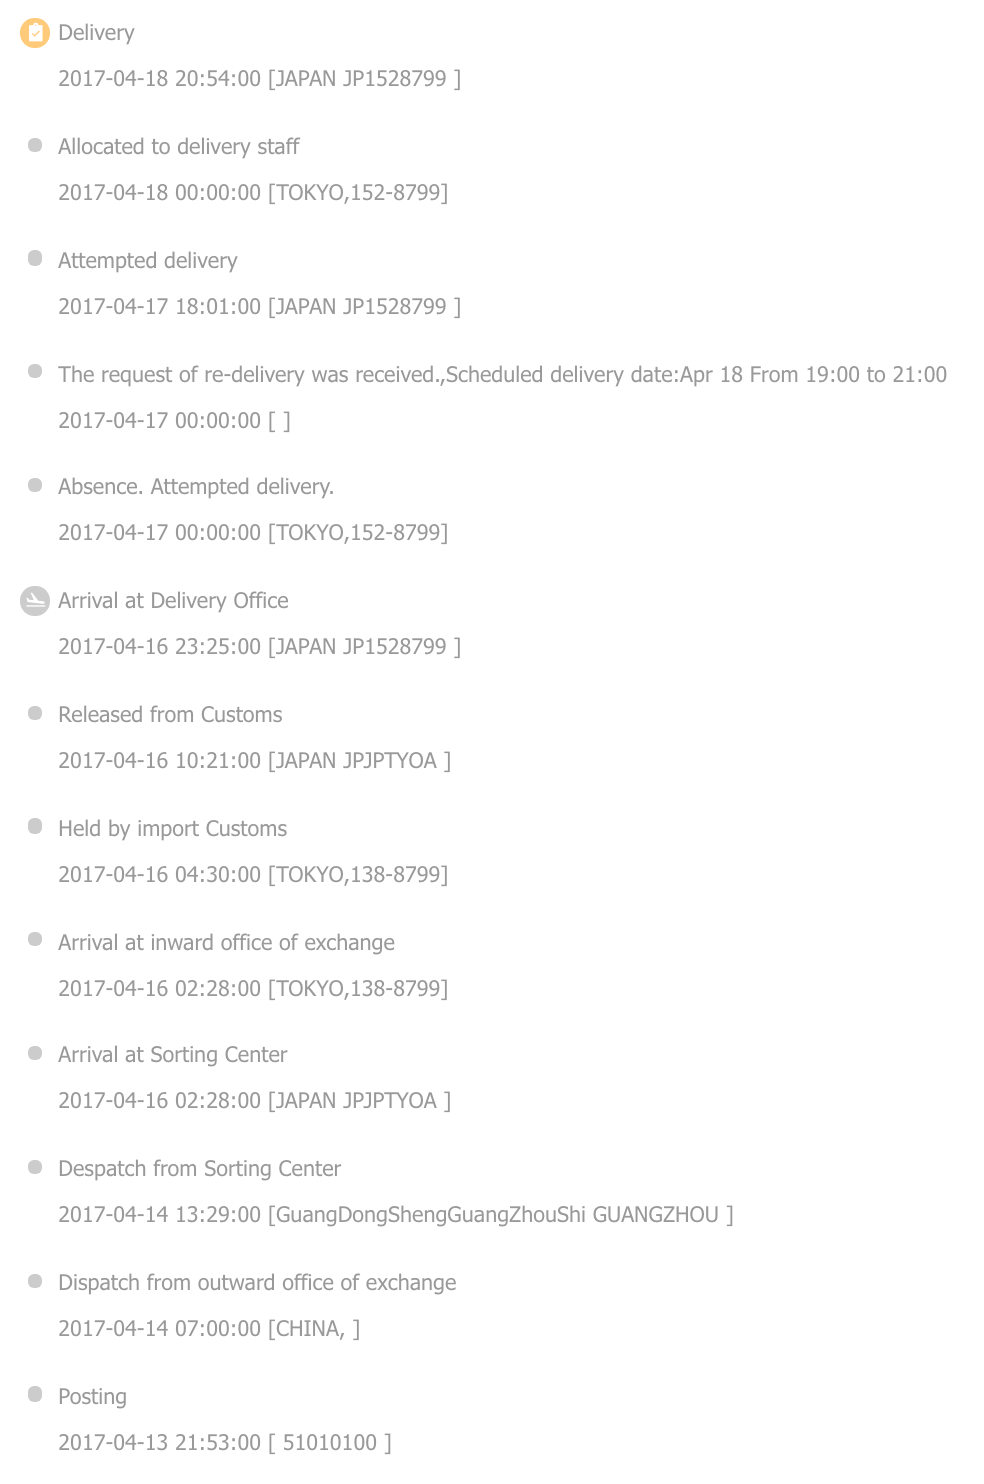 Delivery
2017-04-18 20:54:00 [JAPAN JP1528799 ]
Allocated to delivery staff
2017-04-18 00:00:00 [TOKYO,152-8799]
Attempted delivery
2017-04-17 18:01:00 [JAPAN JP1528799 ]
The request of re-delivery was received.,Scheduled delivery date:Apr 18 From 19:00 to 21:00
2017-04-17 00:00:00 [ ]
Absence. Attempted delivery.
2017-04-17 00:00:00 [TOKYO,152-8799]
Arrival at Delivery Office
2017-04-16 23:25:00 [JAPAN JP1528799 ]
Released from Customs
2017-04-16 10:21:00 [JAPAN JPJPTYOA ]
Held by import Customs
2017-04-16 04:30:00 [TOKYO,138-8799]
Arrival at inward office of exchange
2017-04-16 02:28:00 [TOKYO,138-8799]
Arrival at Sorting Center
2017-04-16 02:28:00 [JAPAN JPJPTYOA ]
Despatch from Sorting Center
2017-04-14 13:29:00 [GuangDongShengGuangZhouShi GUANGZHOU ]
Dispatch from outward office of exchange
2017-04-14 07:00:00 [CHINA, ]
Posting
2017-04-13 21:53:00 [ 51010100 ]